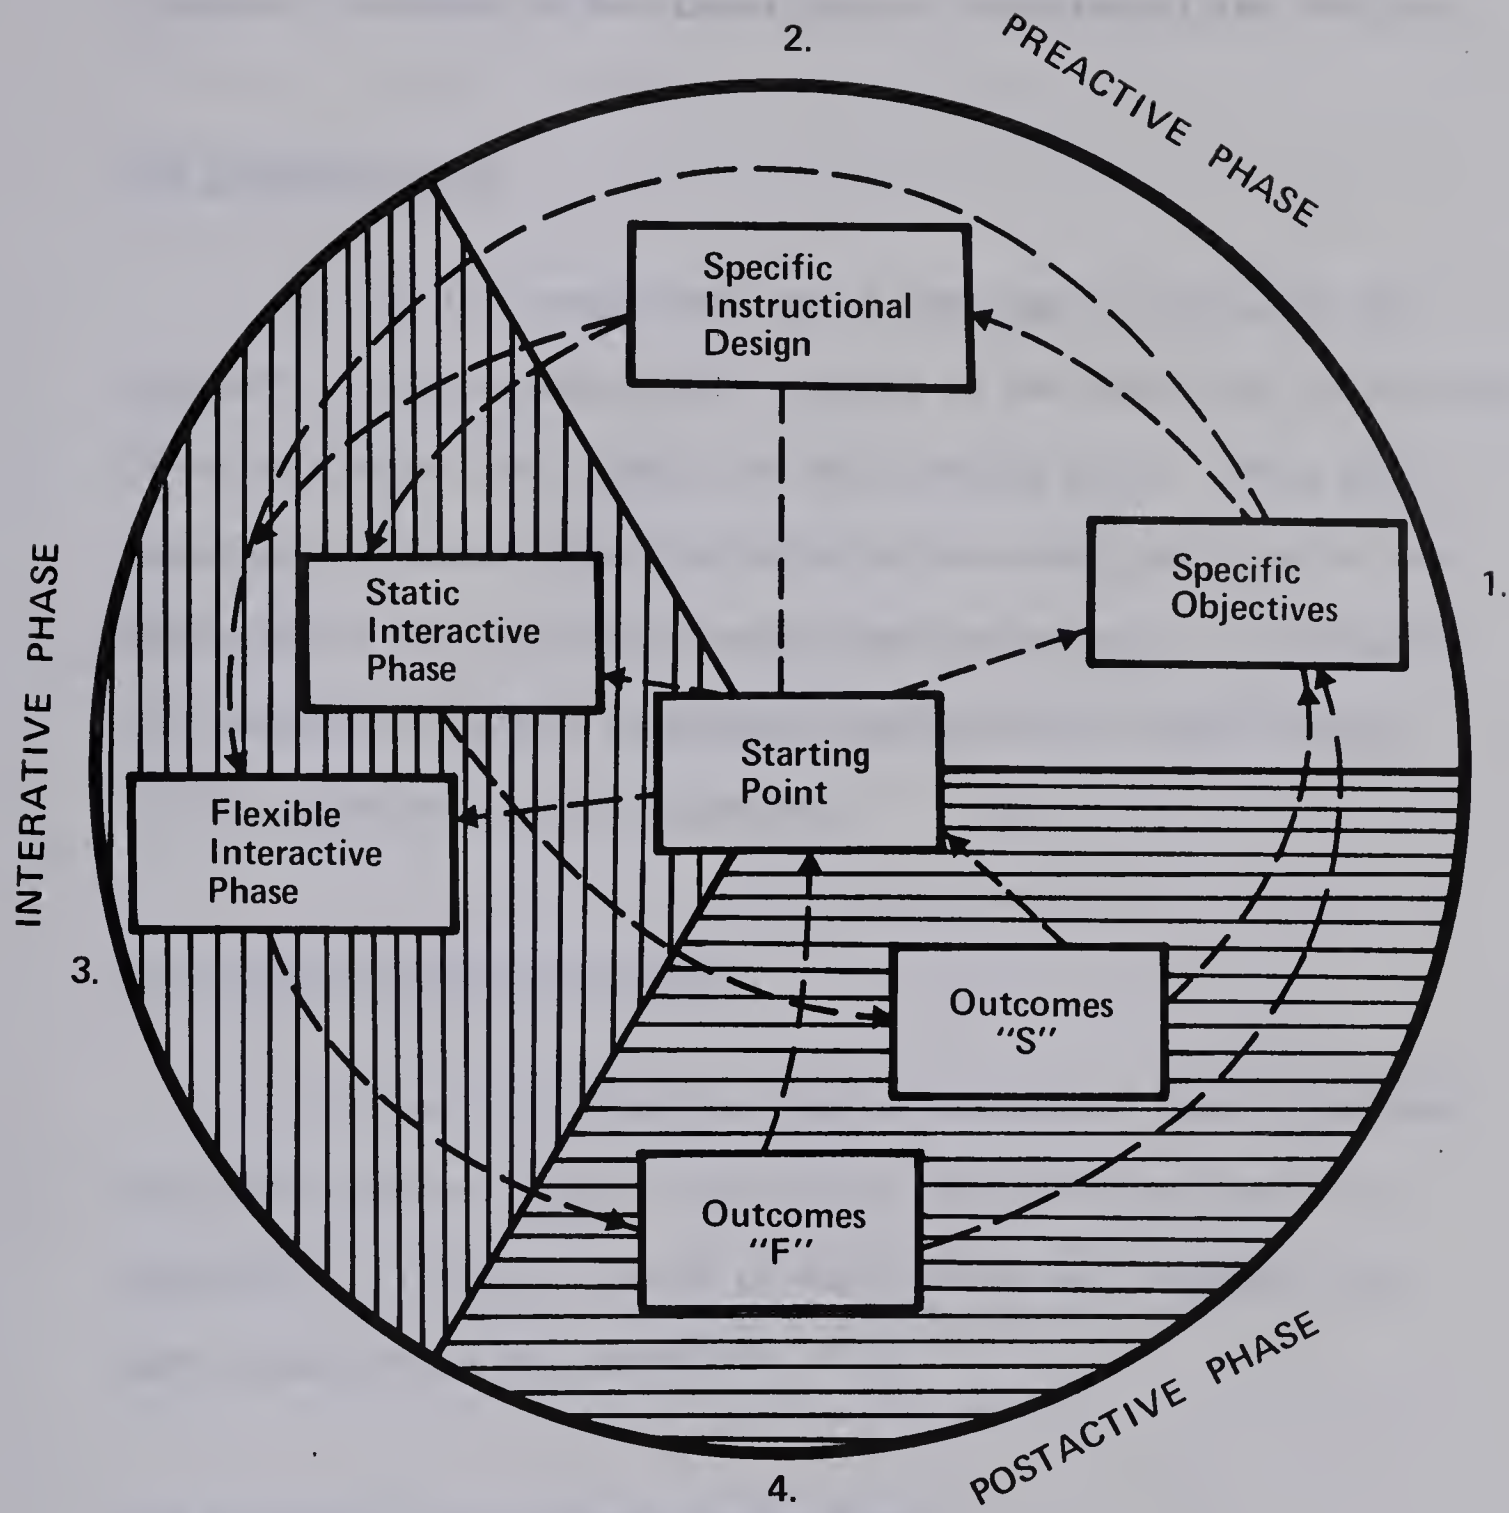 2.
PREACTIVE PHASE
Specific
Instructional
Design
Specific
Objectives
1.
Static
Interactive
Phase
INTERATIVE PHASE
Starting
Point
Flexible
Interactive
Phase
3.
Outcomes
"S"
Outcomes
"F"
POSTACTIVE PHASE
4.